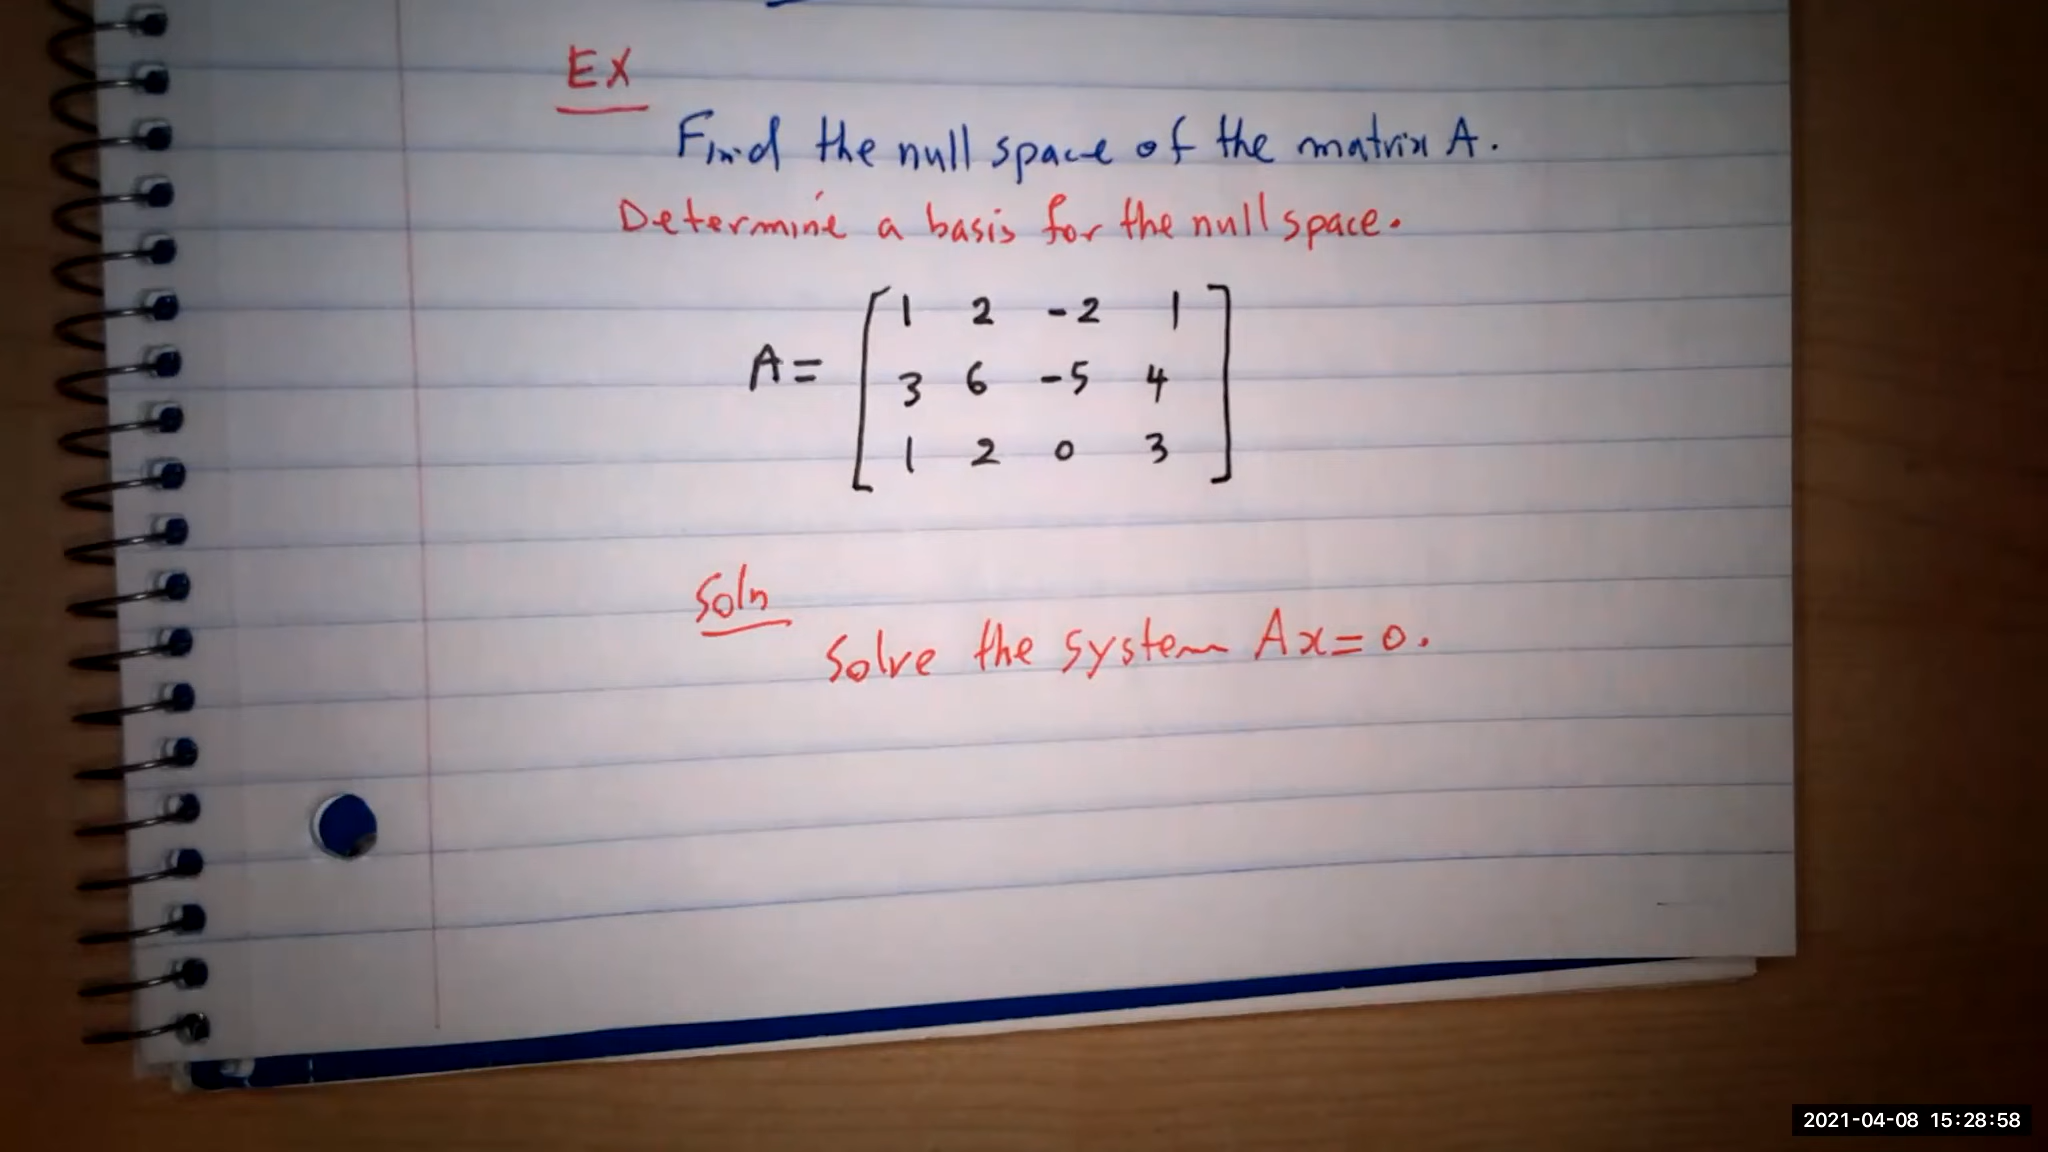 EX
Find the null space of the matrix A.
Determine a basis for the null space.
1 2 -2 1
A= 3 6 -5 4
1 2 0 3
Soln
Solve the system Ax=0.
2021-04-08 15:28:58